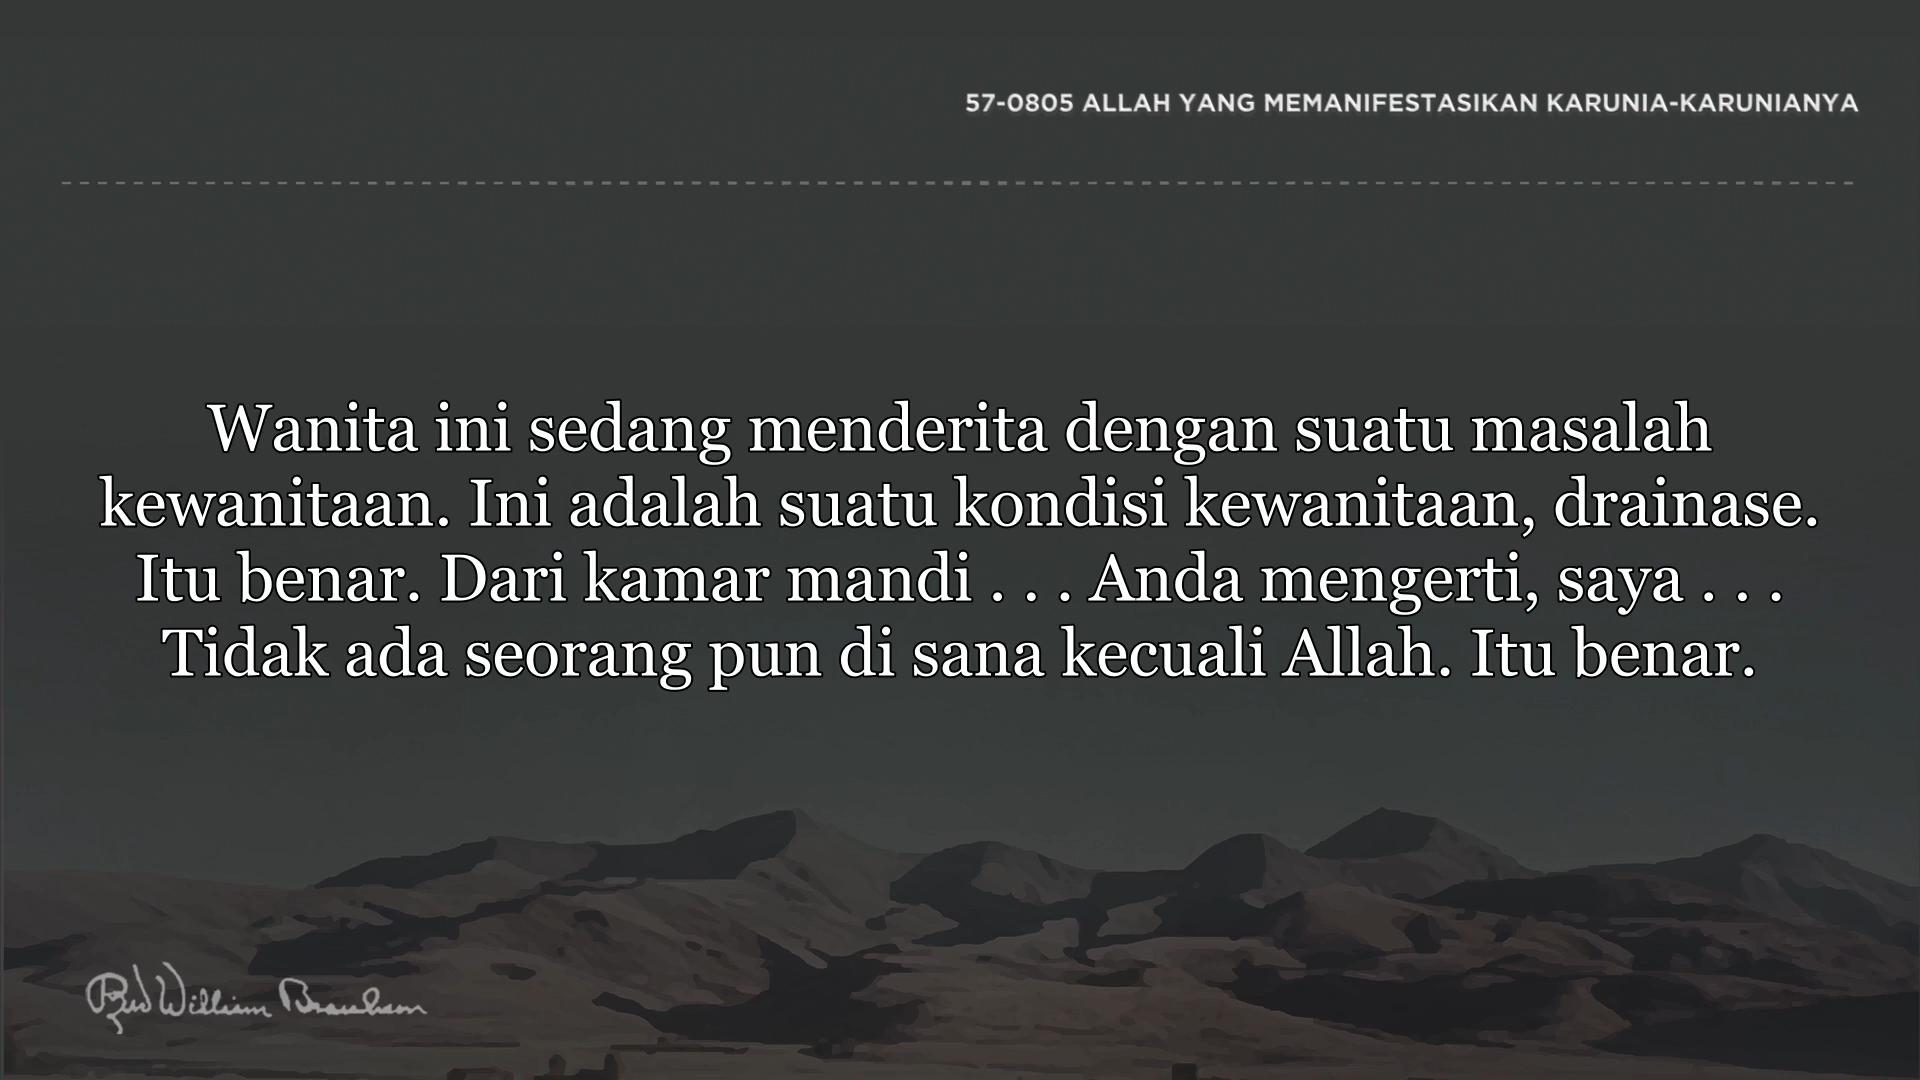 57-0805 ALLAH YANG MEMANIFESTASIKAN KARUNIA-KARUNIANYA
Wanita ini sedang menderita dengan suatu masalah
kewanitaan. Ini adalah suatu kondisi kewanitaan, drainase.
Itu benar. Dari kamar mandi . . . Anda mengerti, saya . . .
Tidak ada seorang pun di sana kecuali Allah. Itu benar.
Rev William Branham